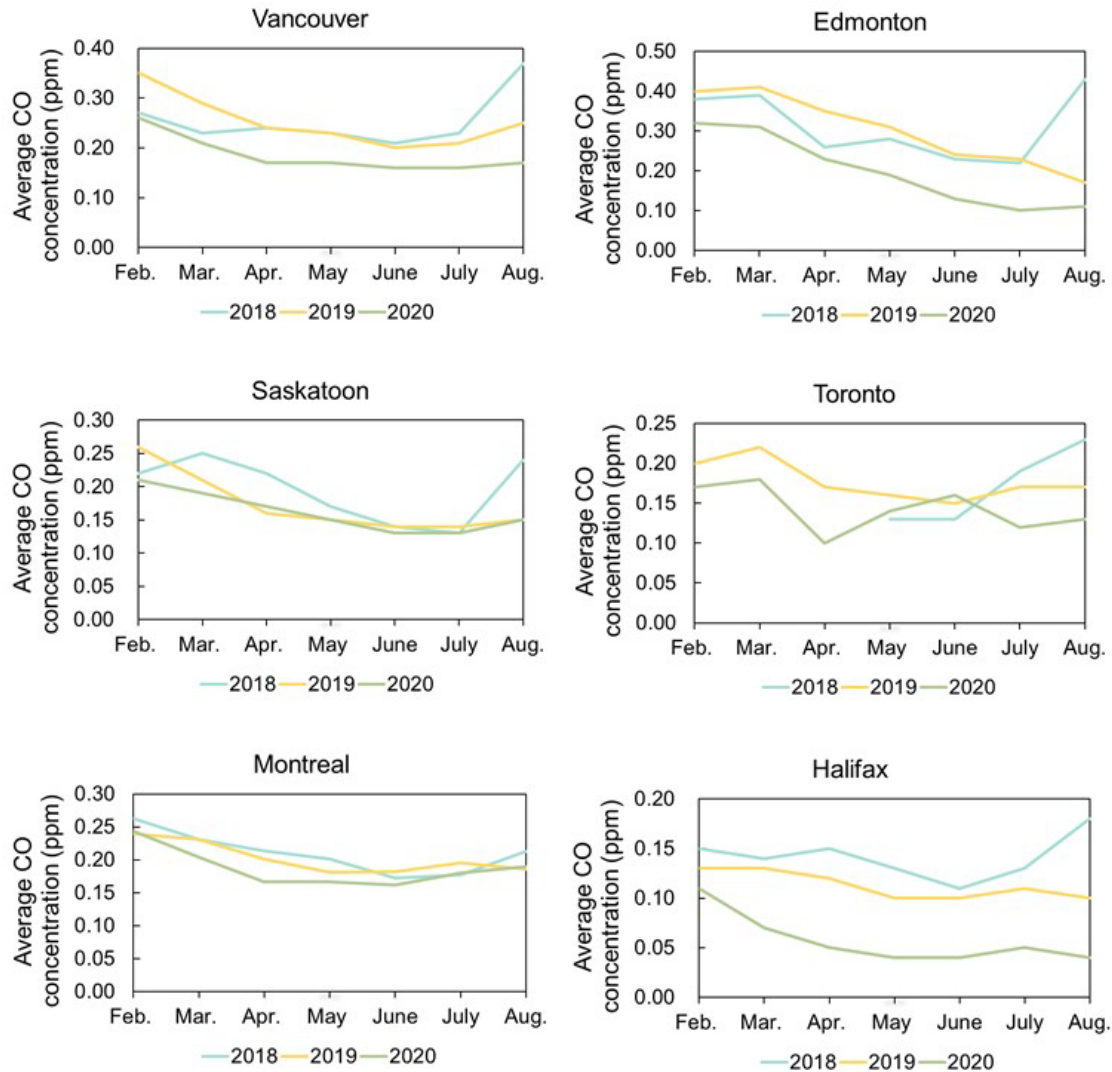 Vancouver
Average CO
concentration (ppm)
0.40
0.30
0.20
0.10
0.00
Feb. Mar. Apr. May June July Aug.
2018 2019 2020
Edmonton
Average CO
concentration (ppm)
0.50
0.40
0.30
0.20
0.10
0.00
Feb. Mar. Apr. May June July Aug.
2018 2019 2020
Saskatoon
Average CO
concentration (ppm)
0.30
0.25
0.20
0.15
0.10
0.05
0.00
Feb. Mar. Apr. May June July Aug.
2018 2019 2020
Toronto
Average CO
concentration (ppm)
0.25
0.20
0.15
0.10
0.05
0.00
Feb. Mar. Apr. May June July Aug.
2018 2019 2020
Montreal
Average CO
concentration (ppm)
0.30
0.25
0.20
0.15
0.10
0.05
0.00
Feb. Mar. Apr. May June July Aug.
2018 2019 2020
Halifax
Average CO
concentration (ppm)
0.20
0.15
0.10
0.05
0.00
Feb. Mar. Apr. May June July Aug.
2018 2019 2020